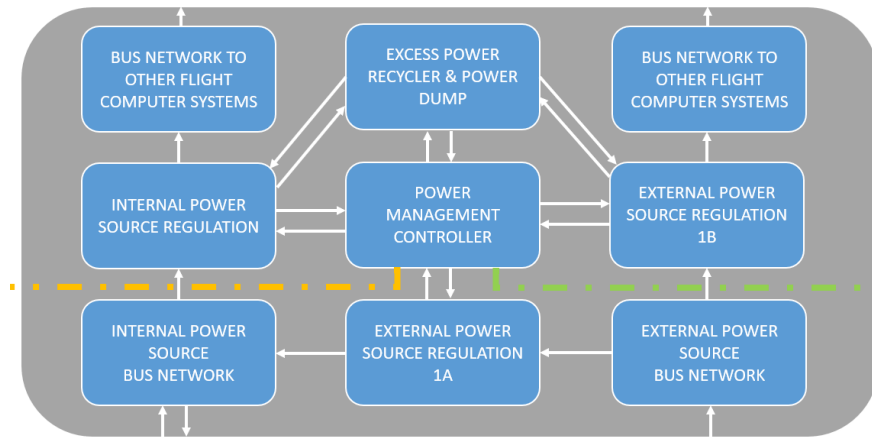 BUS NETWORK TO
OTHER FLIGHT
COMPUTER SYSTEMS
EXCESS POWER
RECYCLER & POWER
DUMP
BUS NETWORK TO
OTHER FLIGHT
COMPUTER SYSTEMS
INTERNAL POWER
SOURCE REGULATION
POWER
MANAGEMENT
CONTROLLER
EXTERNAL POWER
SOURCE REGULATION
1B
INTERNAL POWER
SOURCE
BUS NETWORK
EXTERNAL POWER
SOURCE REGULATION
1A
EXTERNAL POWER
SOURCE
BUS NETWORK